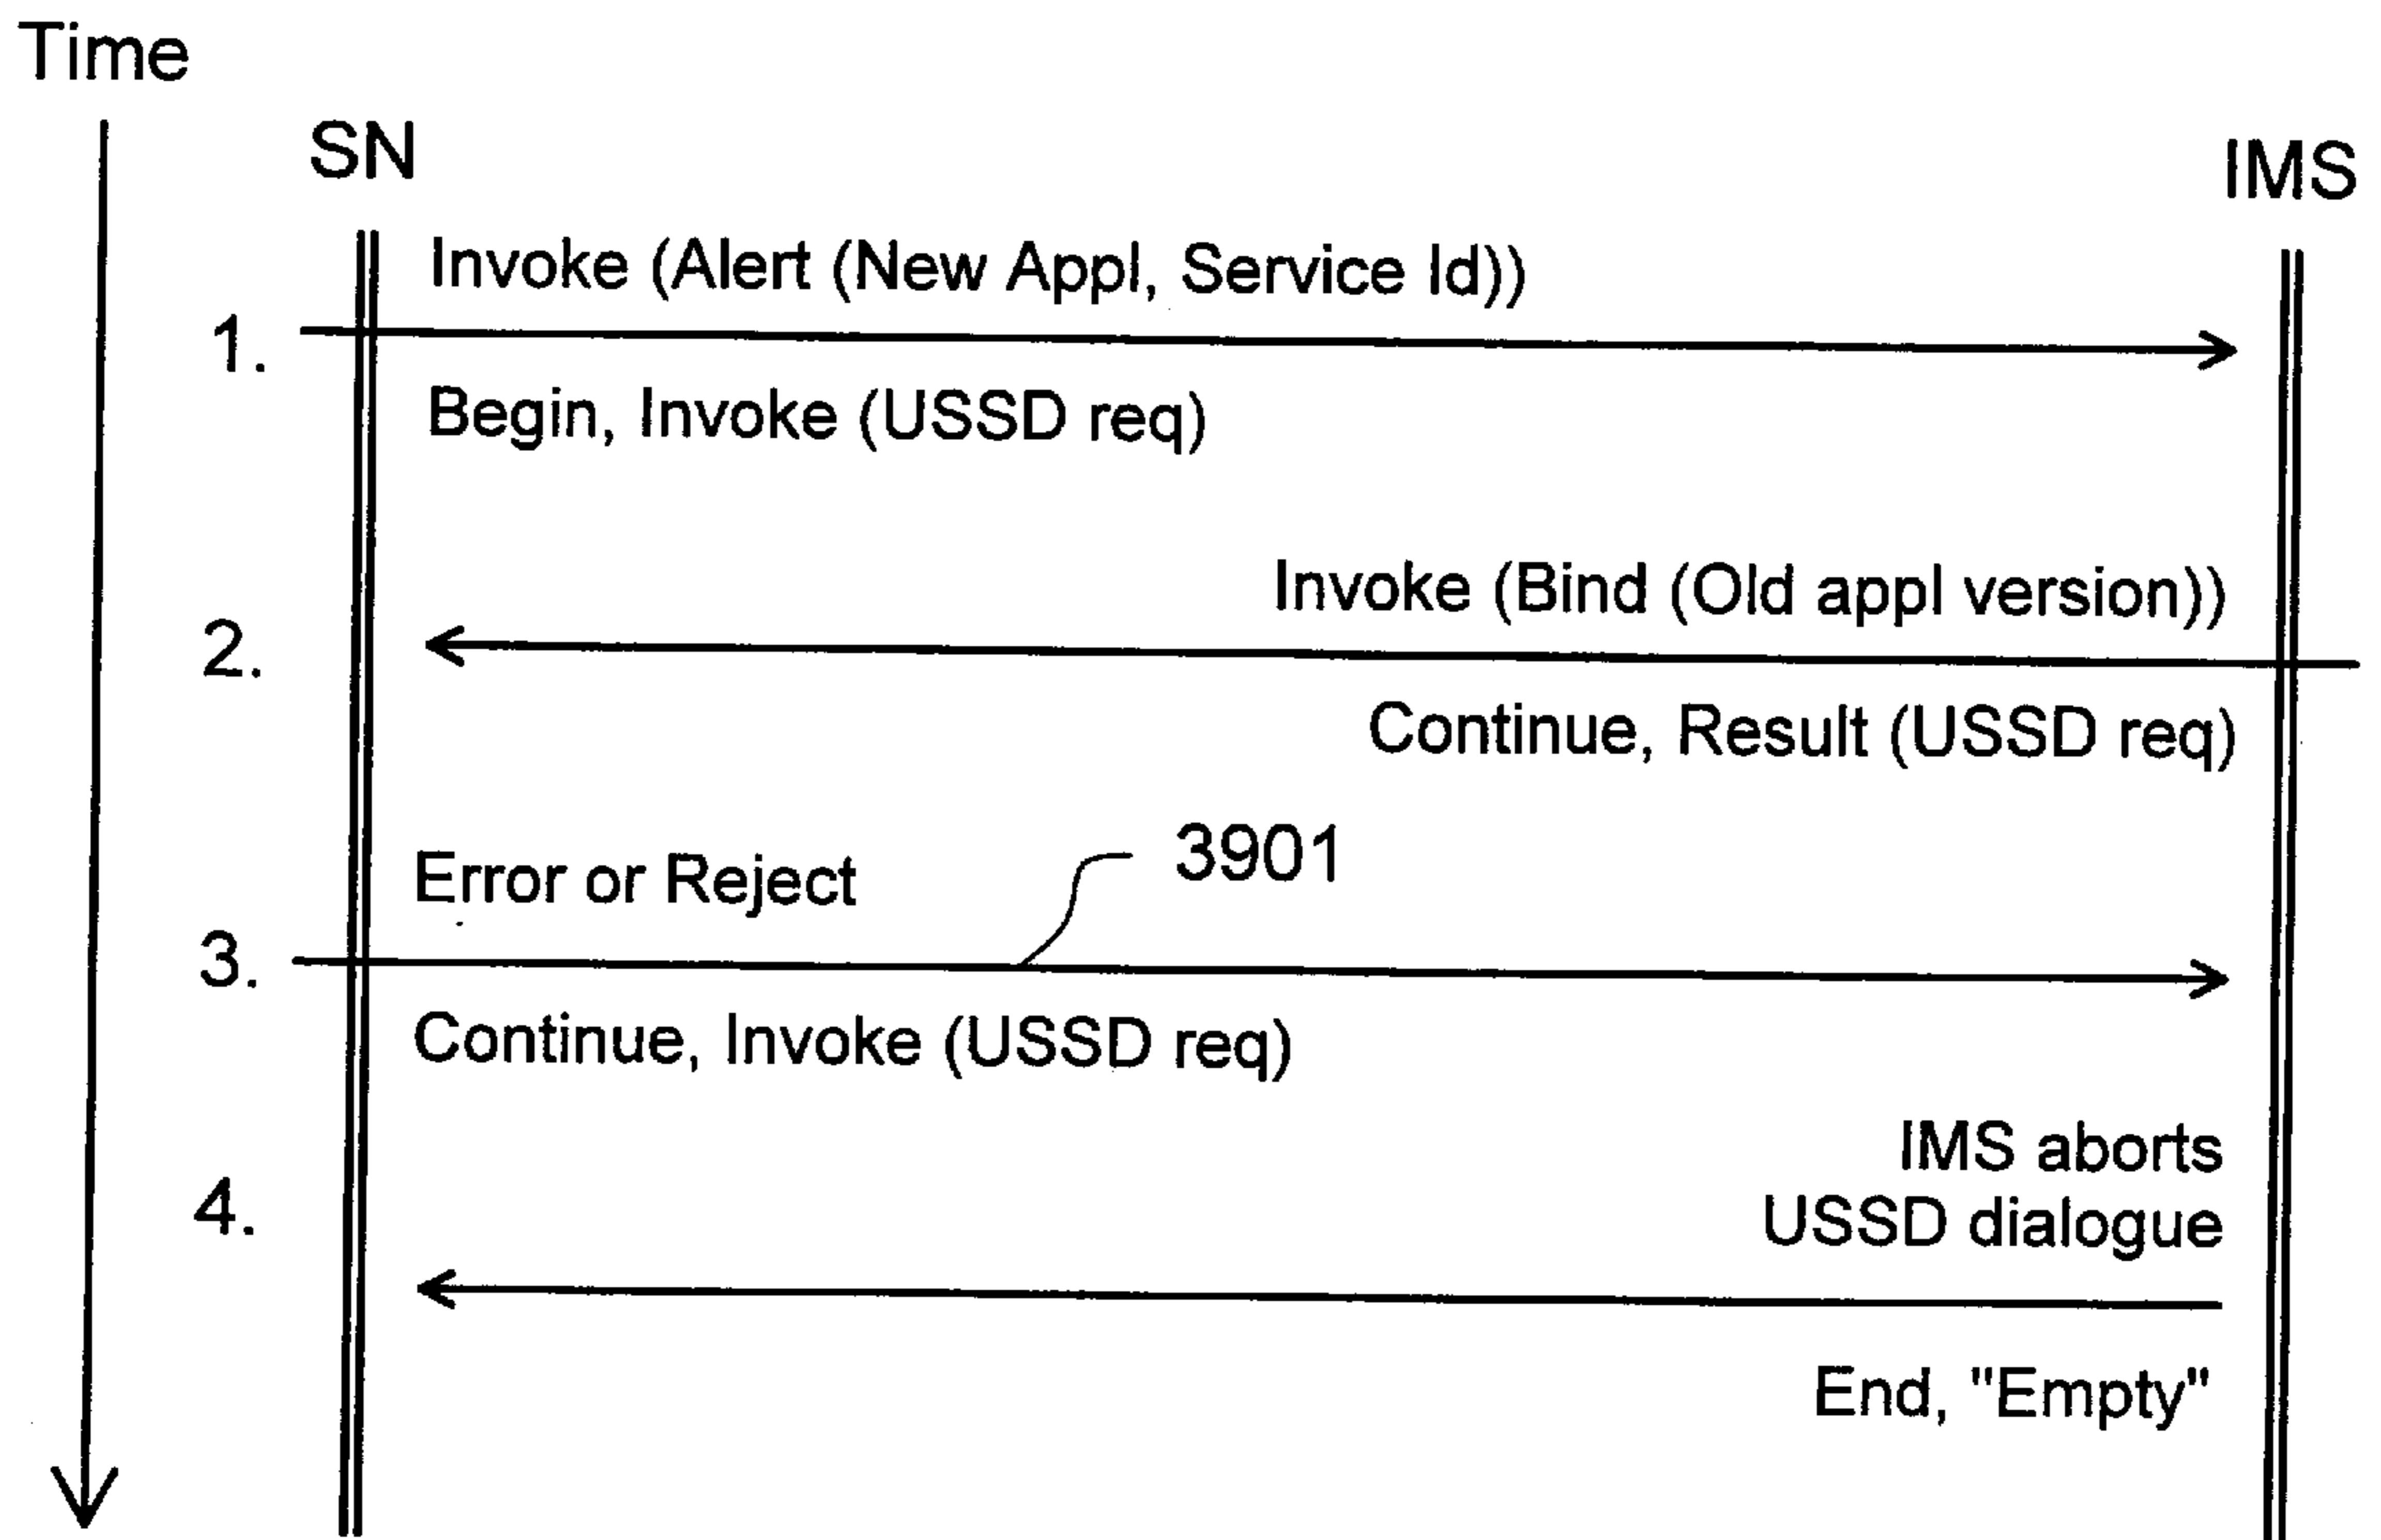 Time
SN
IMS
Invoke (Alert (New Appl, Service Id))
1.
Begin, Invoke (USSD req)
Invoke (Bind (Old appl version))
2.
Continue, Result (USSD req)
3901
Error or Reject
3.
Continue, Invoke (USSD req)
IMS aborts
4.
USSD dialogue
End, "Empty"